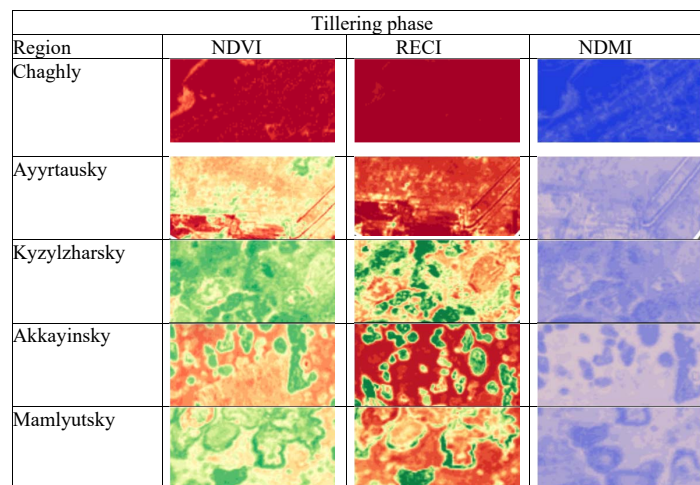 Tillering phase
Region NDVI RECI NDMI
Chaghly
Ayyrtausky
Kyzylzharsky
Akkayinsky
Mamlyutsky